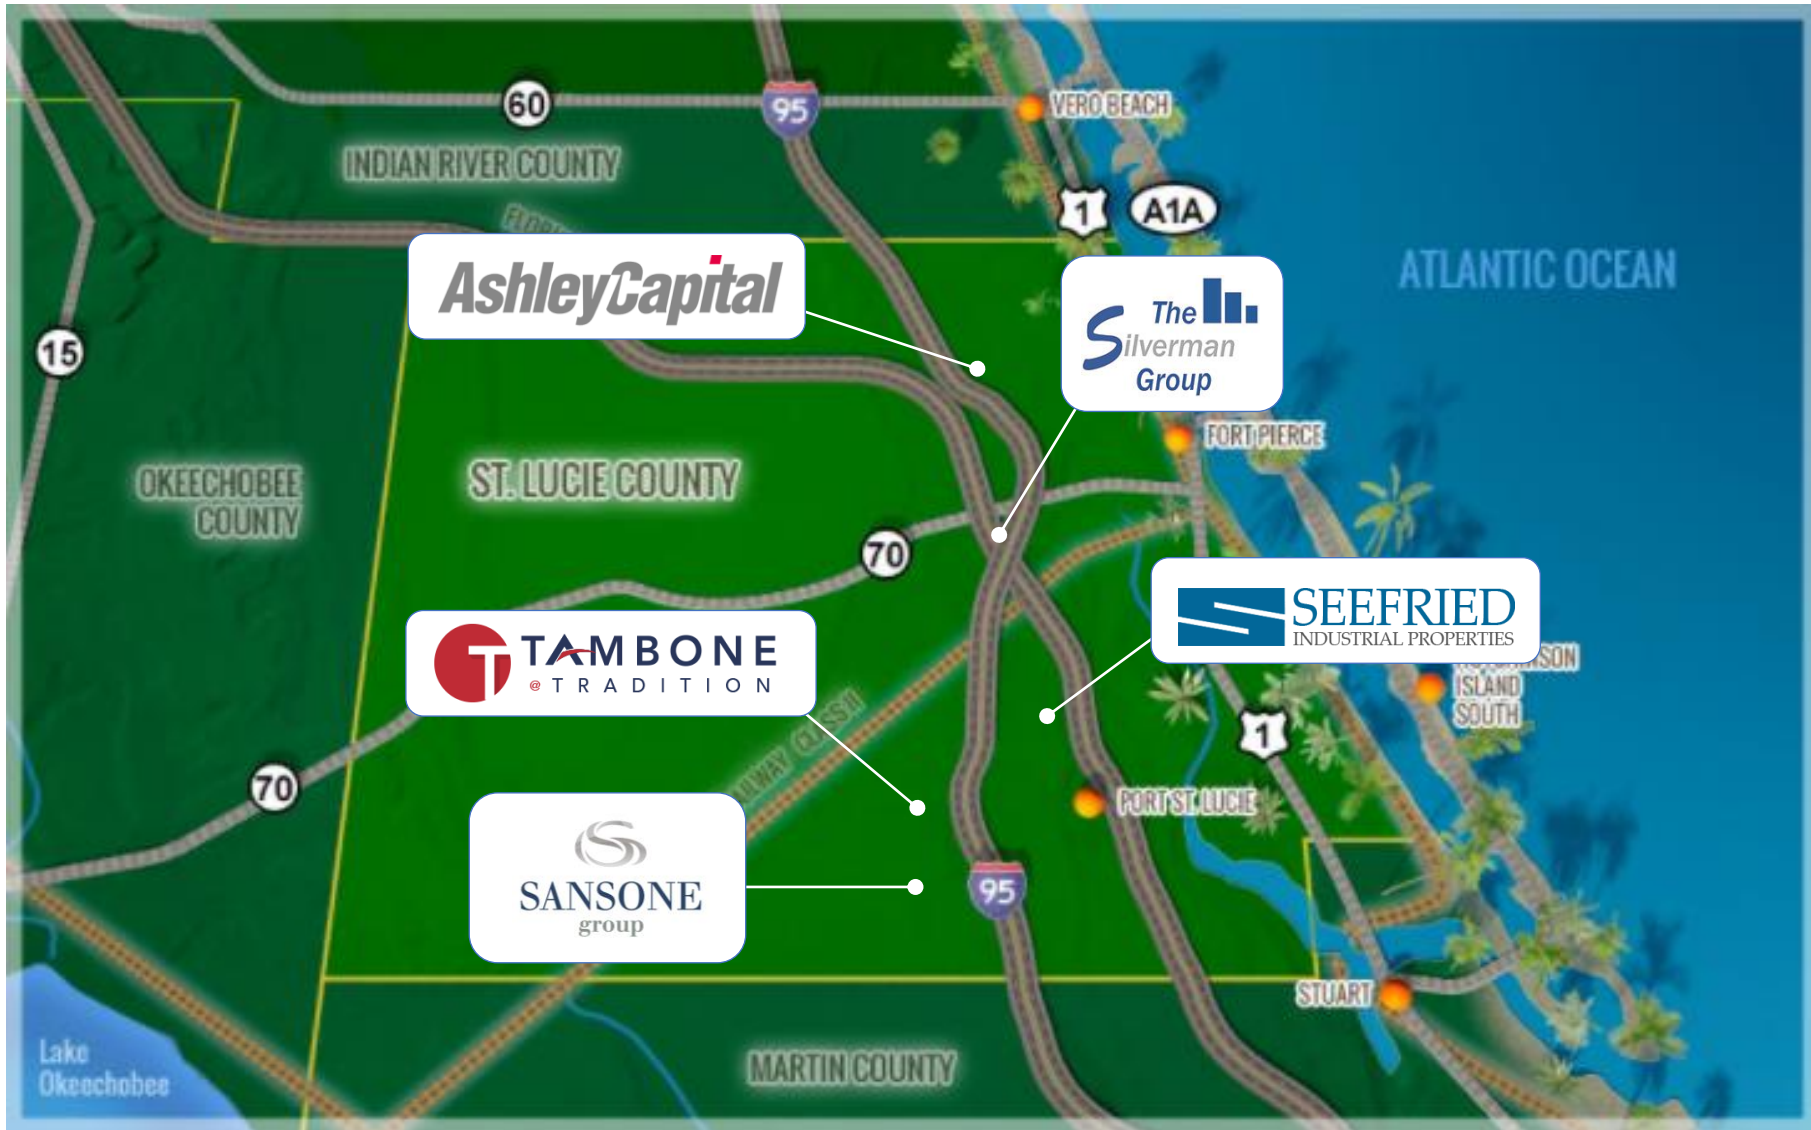 60
95
VERO BEACH
INDIAN RIVER COUNTY
1
A1A
AshleyCapital
The
Silverman
Group
ATLANTIC OCEAN
15
FORT PIERCE
OKEECHOBEE
COUNTY
ST. LUCIE COUNTY
70
SEEFRIED
INDUSTRIAL PROPERTIES
TAMBONE
@ TRADITION
ISLAND
SOUTH
1
CLASS II
70
PORT ST. LUCIE
SANSONE
group
95
STUART
Lake
Okeechobee
MARTIN COUNTY